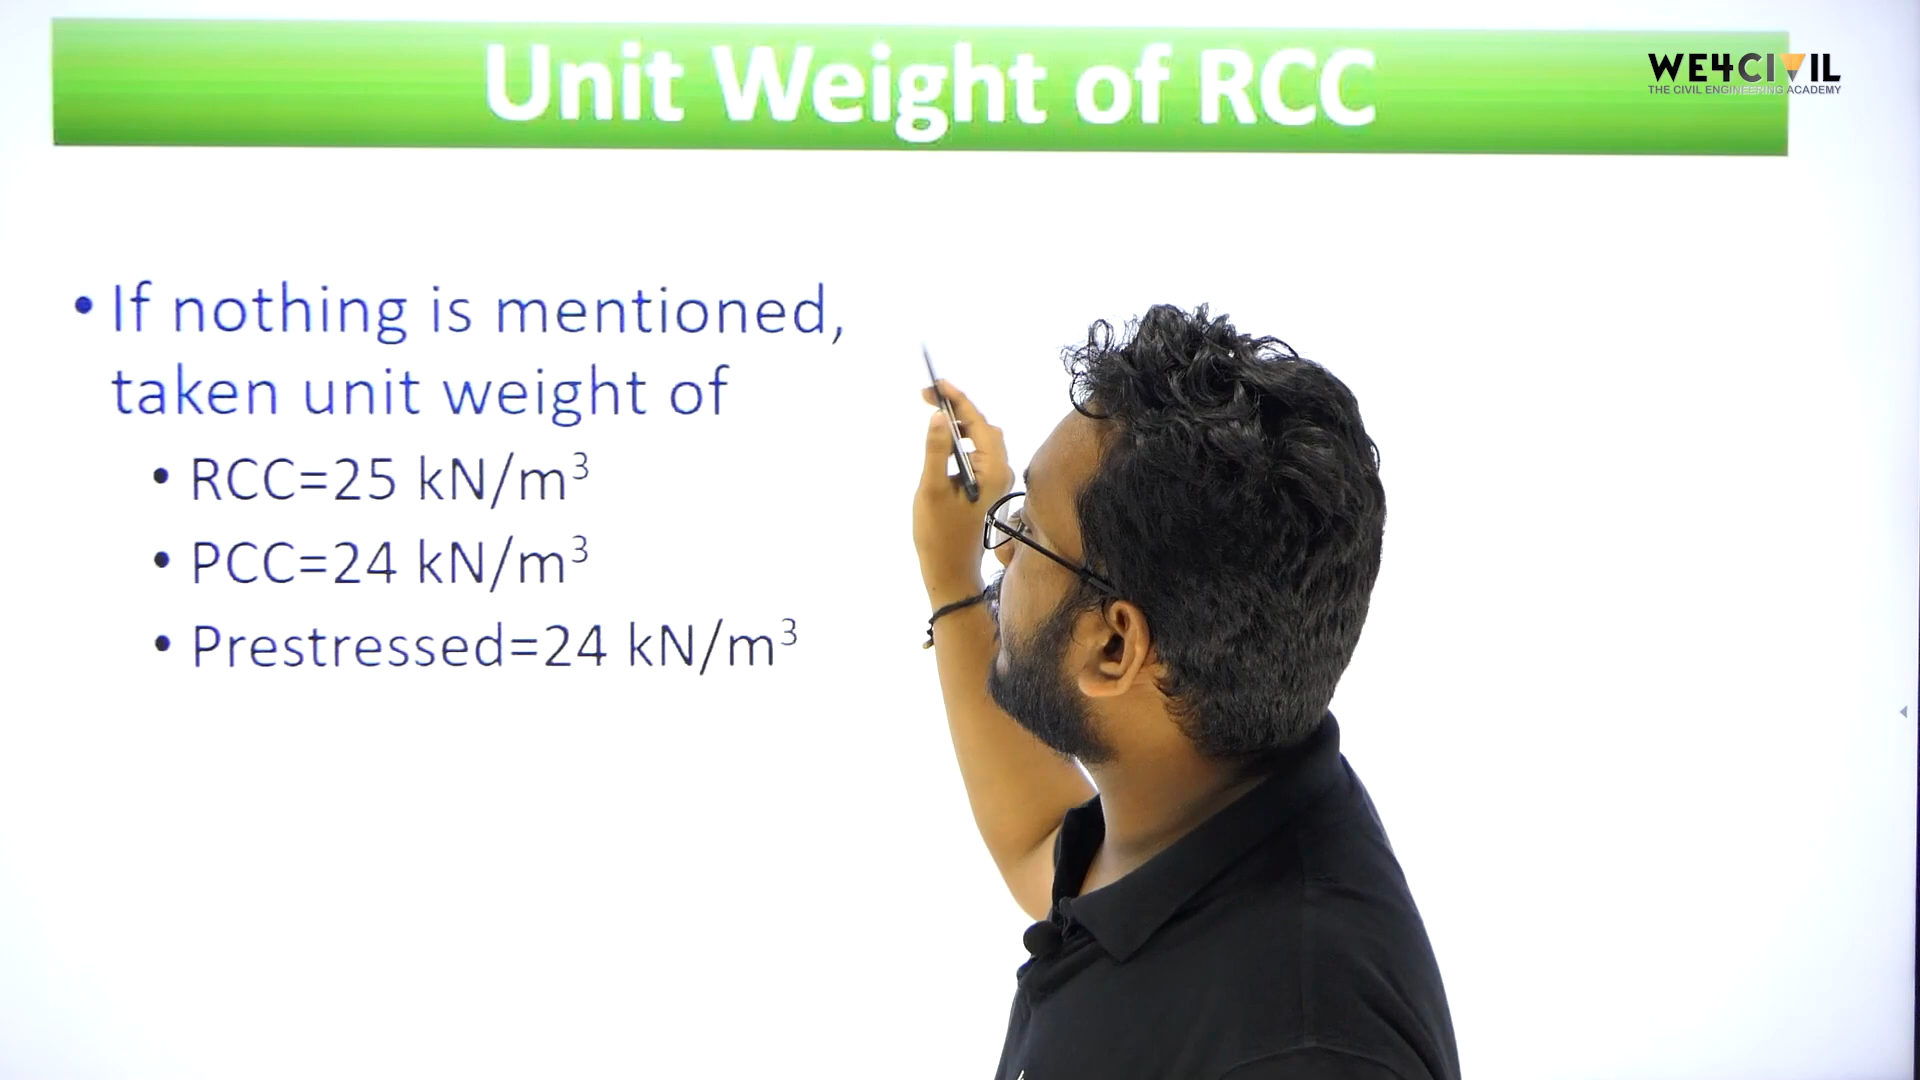 Unit Weight of RCC
WE4CIVIL
THE CIVIL ENGINEERING ACADEMY
• If nothing is mentioned,
taken unit weight of
• RCC=25 kN/m³
• PCC=24 kN/m³
• Prestressed=24 kN/m³